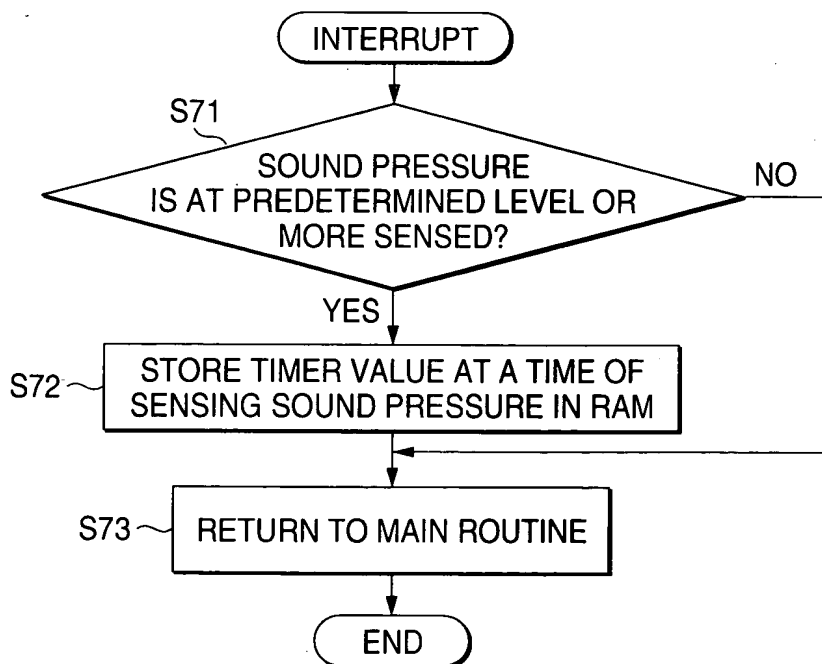 INTERRUPT
S71
SOUND PRESSURE
IS AT PREDETERMINED LEVEL OR
MORE SENSED?
NO
YES
S72
STORE TIMER VALUE AT A TIME OF
SENSING SOUND PRESSURE IN RAM
S73
RETURN TO MAIN ROUTINE
END